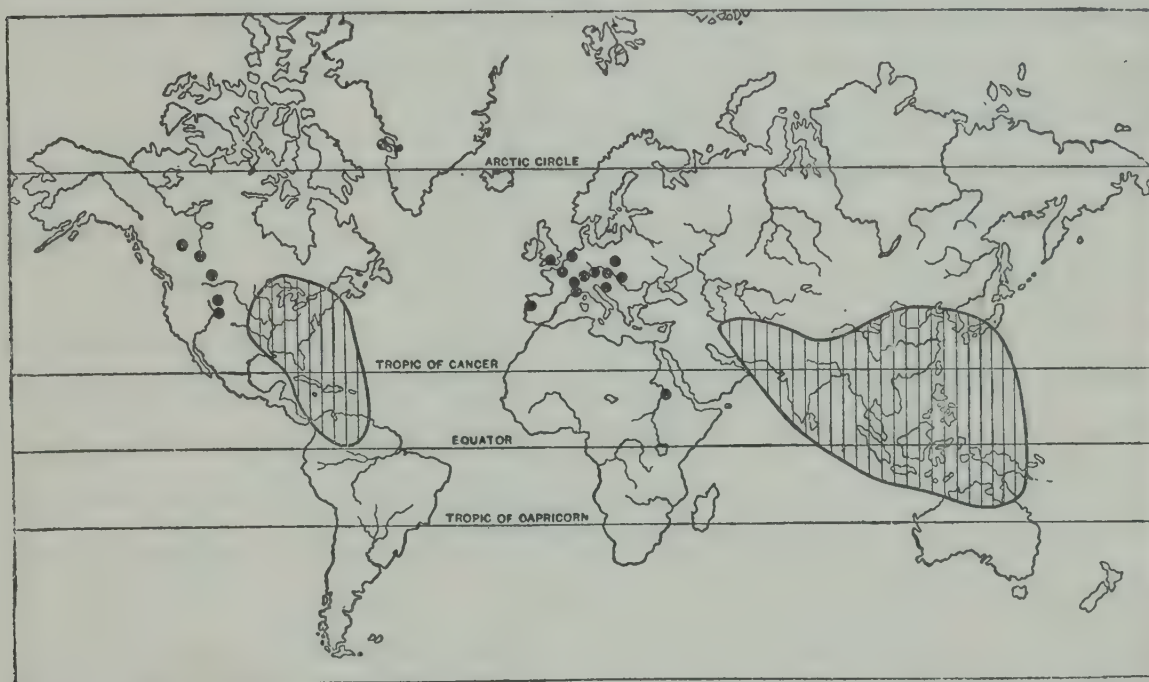 ARCTIC CIRCLE
TROPIC OF CANCER
EQUATOR
TROPIC OF CAPRICORN